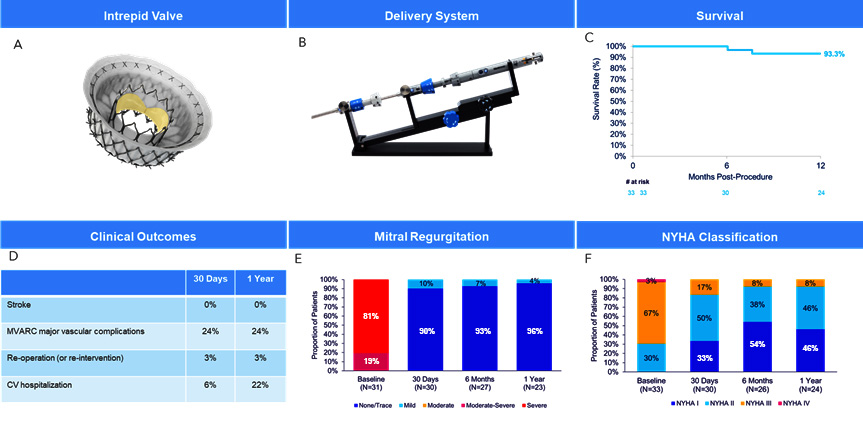 Intrepid Valve
Delivery System
Survival
A
B
C
100%
90%
80%
70%
60%
50%
40%
30%
20%
10%
0%
Survival Rate (%)
93.3%
0
6
12
Months Post-Procedure
# at risk
33 33
30
24
Clinical Outcomes
Mitral Regurgitation
NYHA Classification
D
30 Days 1 Year
Stroke 0% 0%
MVARC major vascular complications 24% 24%
Re-operation (or re-intervention) 3% 3%
CV hospitalization 6% 22%
E
Proportion of Patients
100%
90%
80%
70%
60%
50%
40%
30%
20%
10%
0%
81%
19%
10%
90%
7%
93%
4%
96%
Baseline
(N=31)
30 Days
(N=30)
6 Months
(N=27)
1 Year
(N=23)
None/Trace Mild Moderate Moderate-Severe Severe
F
Proportion of Patients
100%
90%
80%
70%
60%
50%
40%
30%
20%
10%
0%
3%
67%
30%
17%
50%
33%
8%
38%
54%
8%
46%
46%
Baseline
(N=33)
30 Days
(N=30)
6 Months
(N=26)
1 Year
(N=24)
NYHA I NYHA II NYHA III NYHA IV